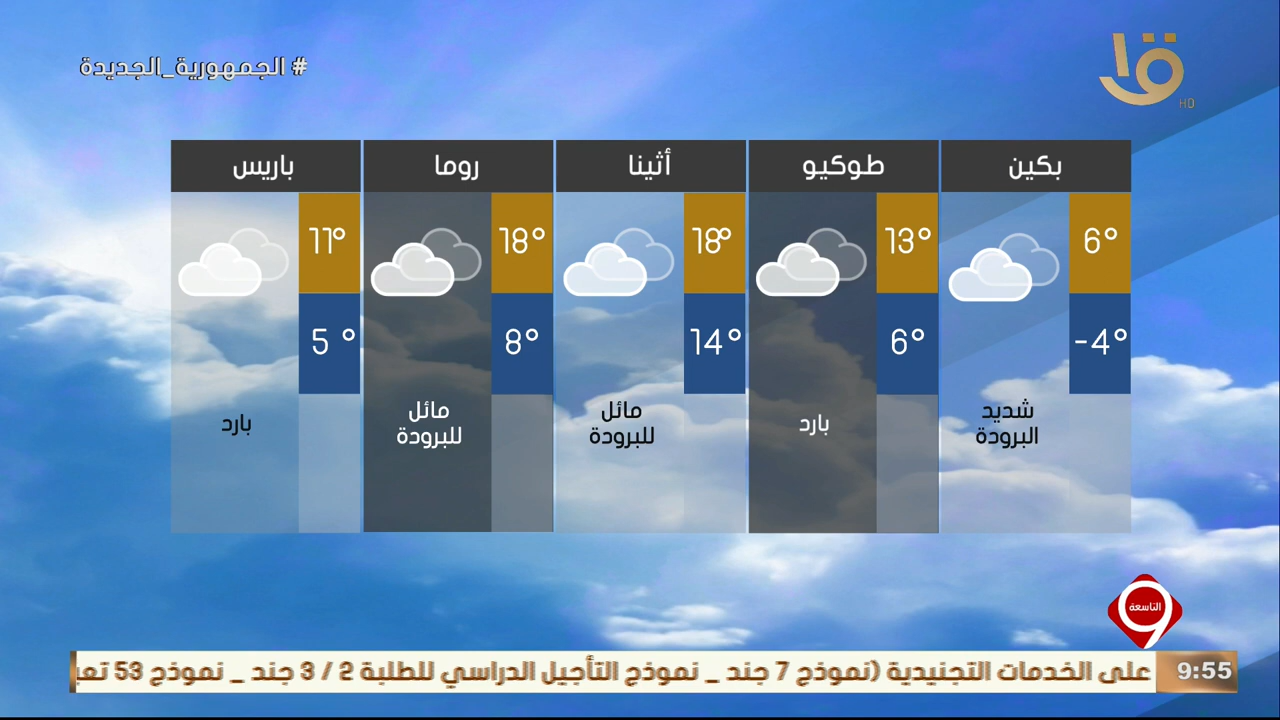 # الجمهورية_الجديدة
HD
بكين
6°
-4°
شديد
البرودة
طوكيو
13°
6°
بارد
أثينا
18°
14°
مائل
للبرودة
روما
18°
8°
مائل
للبرودة
باريس
11°
5 °
بارد
التاسعة
9
9:55
على الخدمات التجنيدية (نموذج 7 جند _ نموذج التأجيل الدراسي للطلبة 2 / 3 جند _ نموذج 53